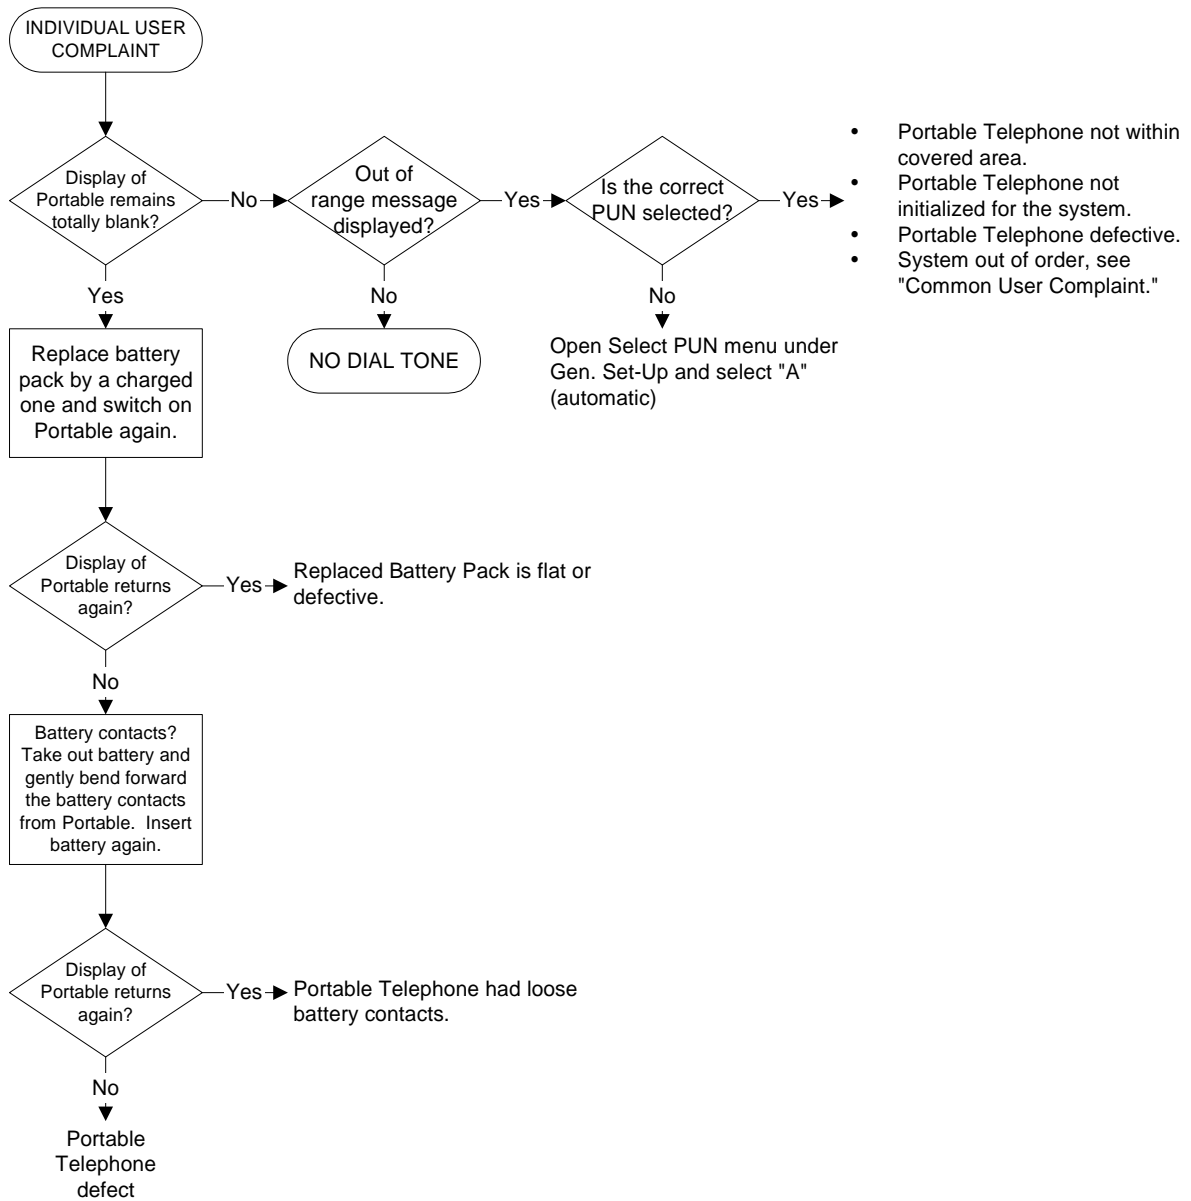 INDIVIDUAL USER
COMPLAINT
Display of
Portable remains
totally blank?
No
Out of
range message
displayed?
Yes
Is the correct
PUN selected?
Yes
• Portable Telephone not within
covered area.
• Portable Telephone not
initialized for the system.
• Portable Telephone defective.
• System out of order, see
"Common User Complaint."
Yes
No
No
Replace battery
pack by a charged
one and switch on
Portable again.
NO DIAL TONE
Open Select PUN menu under
Gen. Set-Up and select "A"
(automatic)
Display of
Portable returns
again?
Yes
Replaced Battery Pack is flat or
defective.
No
Battery contacts?
Take out battery and
gently bend forward
the battery contacts
from Portable. Insert
battery again.
Display of
Portable returns
again?
Yes
Portable Telephone had loose
battery contacts.
No
Portable
Telephone
defect